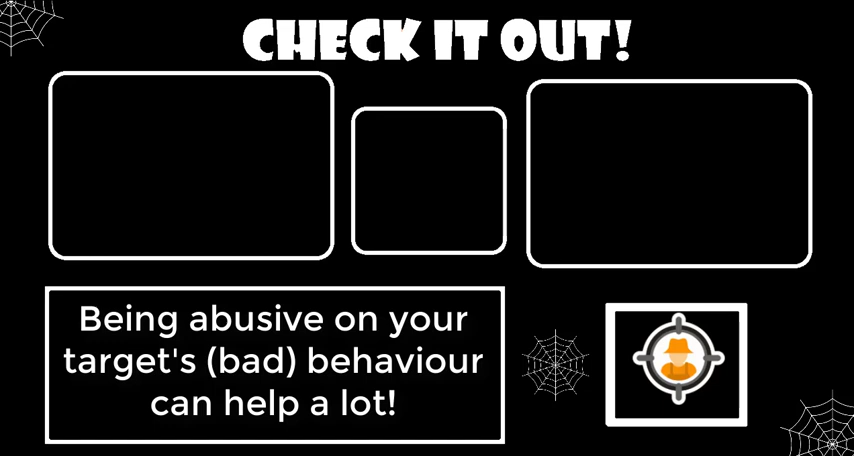 CHECK IT OUT!
Being abusive on your
target's (bad) behaviour
can help a lot!